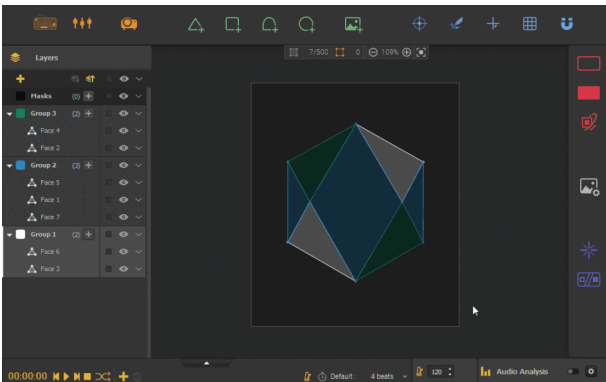 7/500 0 109%
Layers
Masks (0)
Group 3 (2)
Face 4
Face 2
Group 2 (3)
Face 5
Face 1
Face 7
Group 1 (2)
Face 6
Face 3
00:00:00 Default: 4 beats 120 Audio Analysis